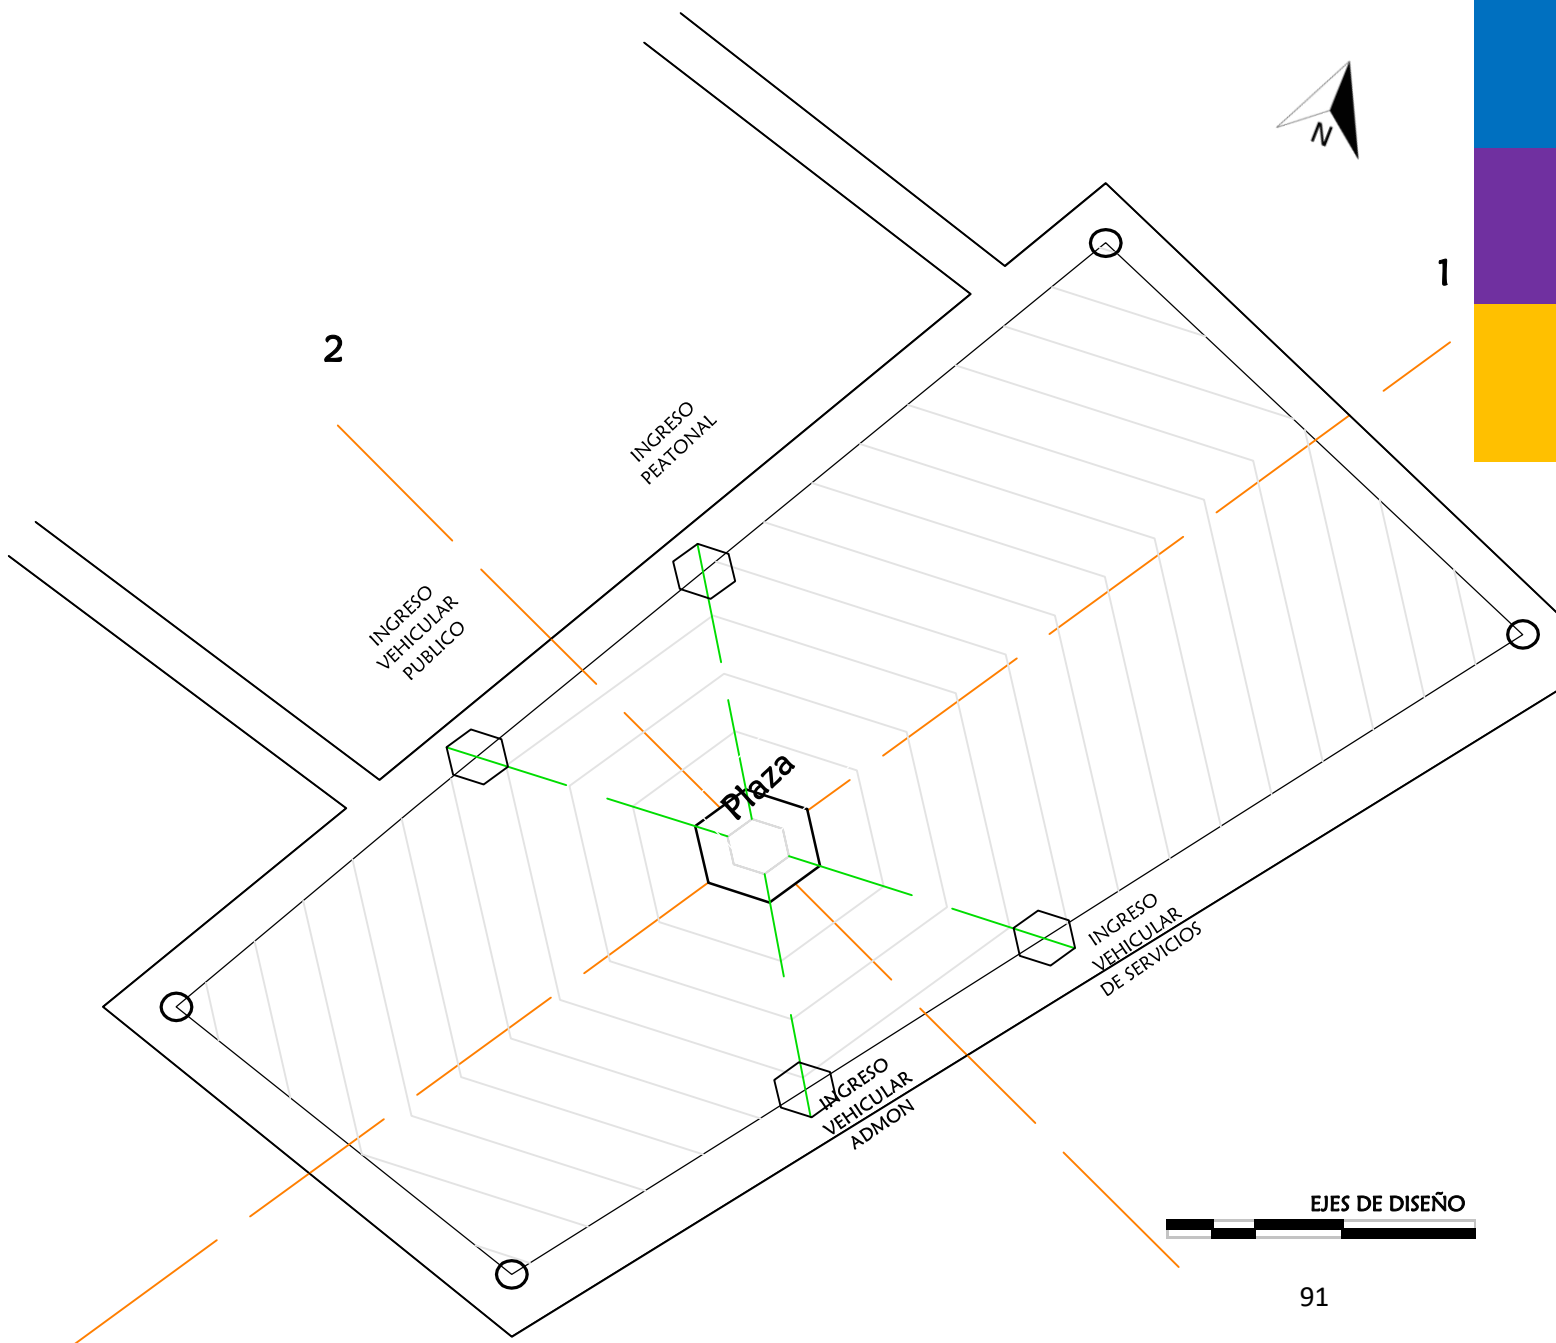 N
1
2
INGRESO
PEATONAL
INGRESO
VEHICULAR
PUBLICO
Plaza
INGRESO
VEHICULAR
DE SERVICIOS
INGRESO
VEHICULAR
ADMON
EJES DE DISEÑO
91